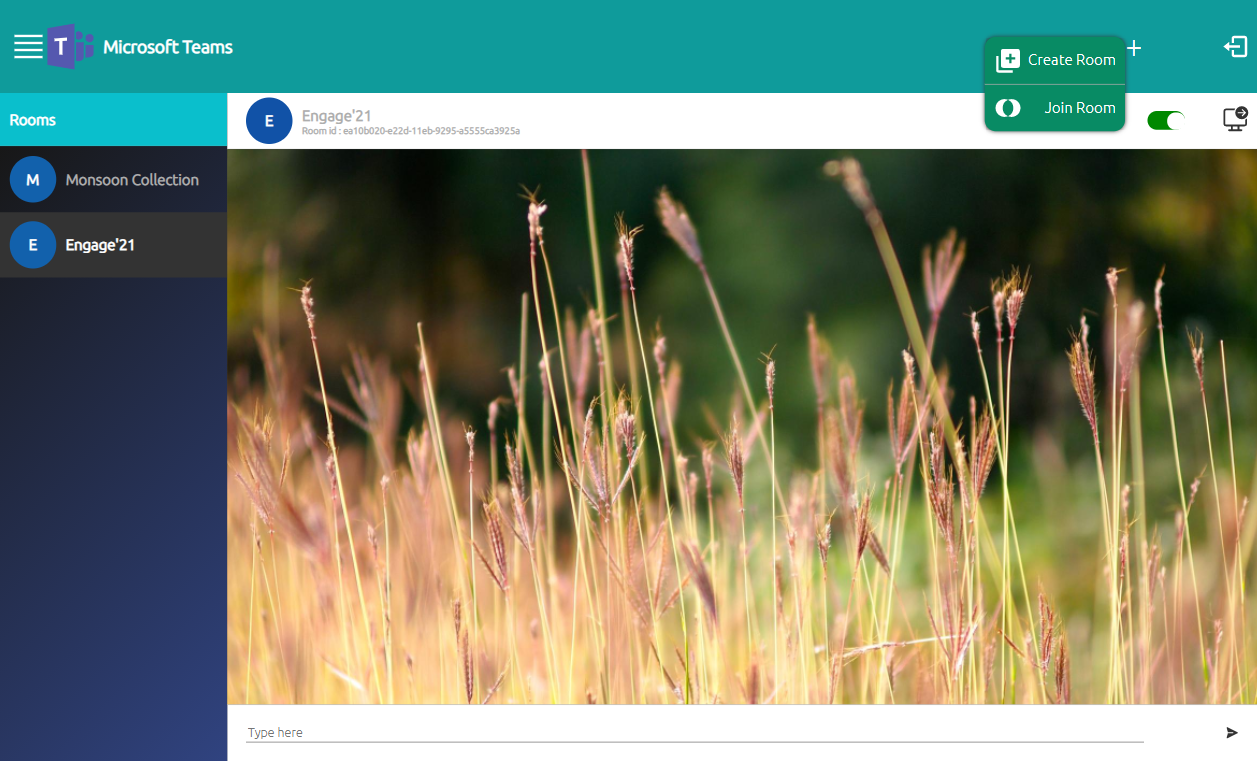 T Microsoft Teams
Create Room
Join Room
Rooms
M Monsoon Collection
E Engage'21
E Engage'21
Room id : ea10b020-e22d-11eb-9295-a5555ca3925a
Type here